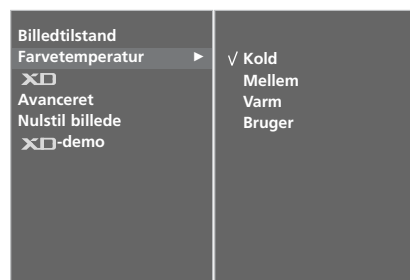 Billedtilstand
Farvetemperatur ►
XD
Avanceret
Nulstil billede
XD-demo
√ Kold
Mellem
Varm
Bruger